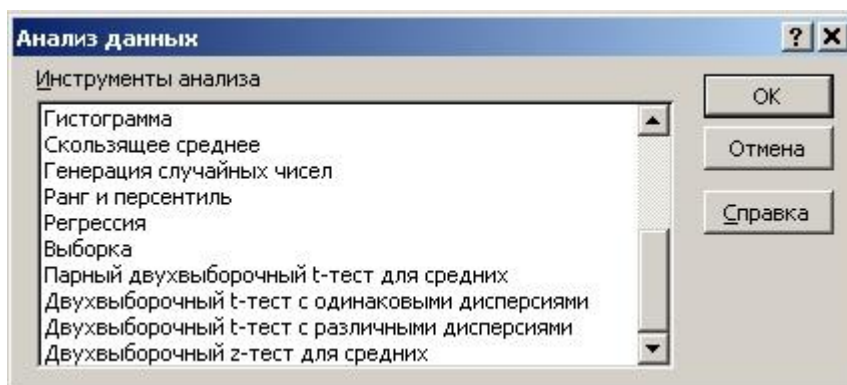 Анализ данных
Инструменты анализа
Гистограмма
Скользящее среднее
Генерация случайных чисел
Ранг и персентиль
Регрессия
Выборка
Парный двухвыборочный t-тест для средних
Двухвыборочный t-тест с одинаковыми дисперсиями
Двухвыборочный t-тест с различными дисперсиями
Двухвыборочный z-тест для средних
ОК
Отмена
Справка